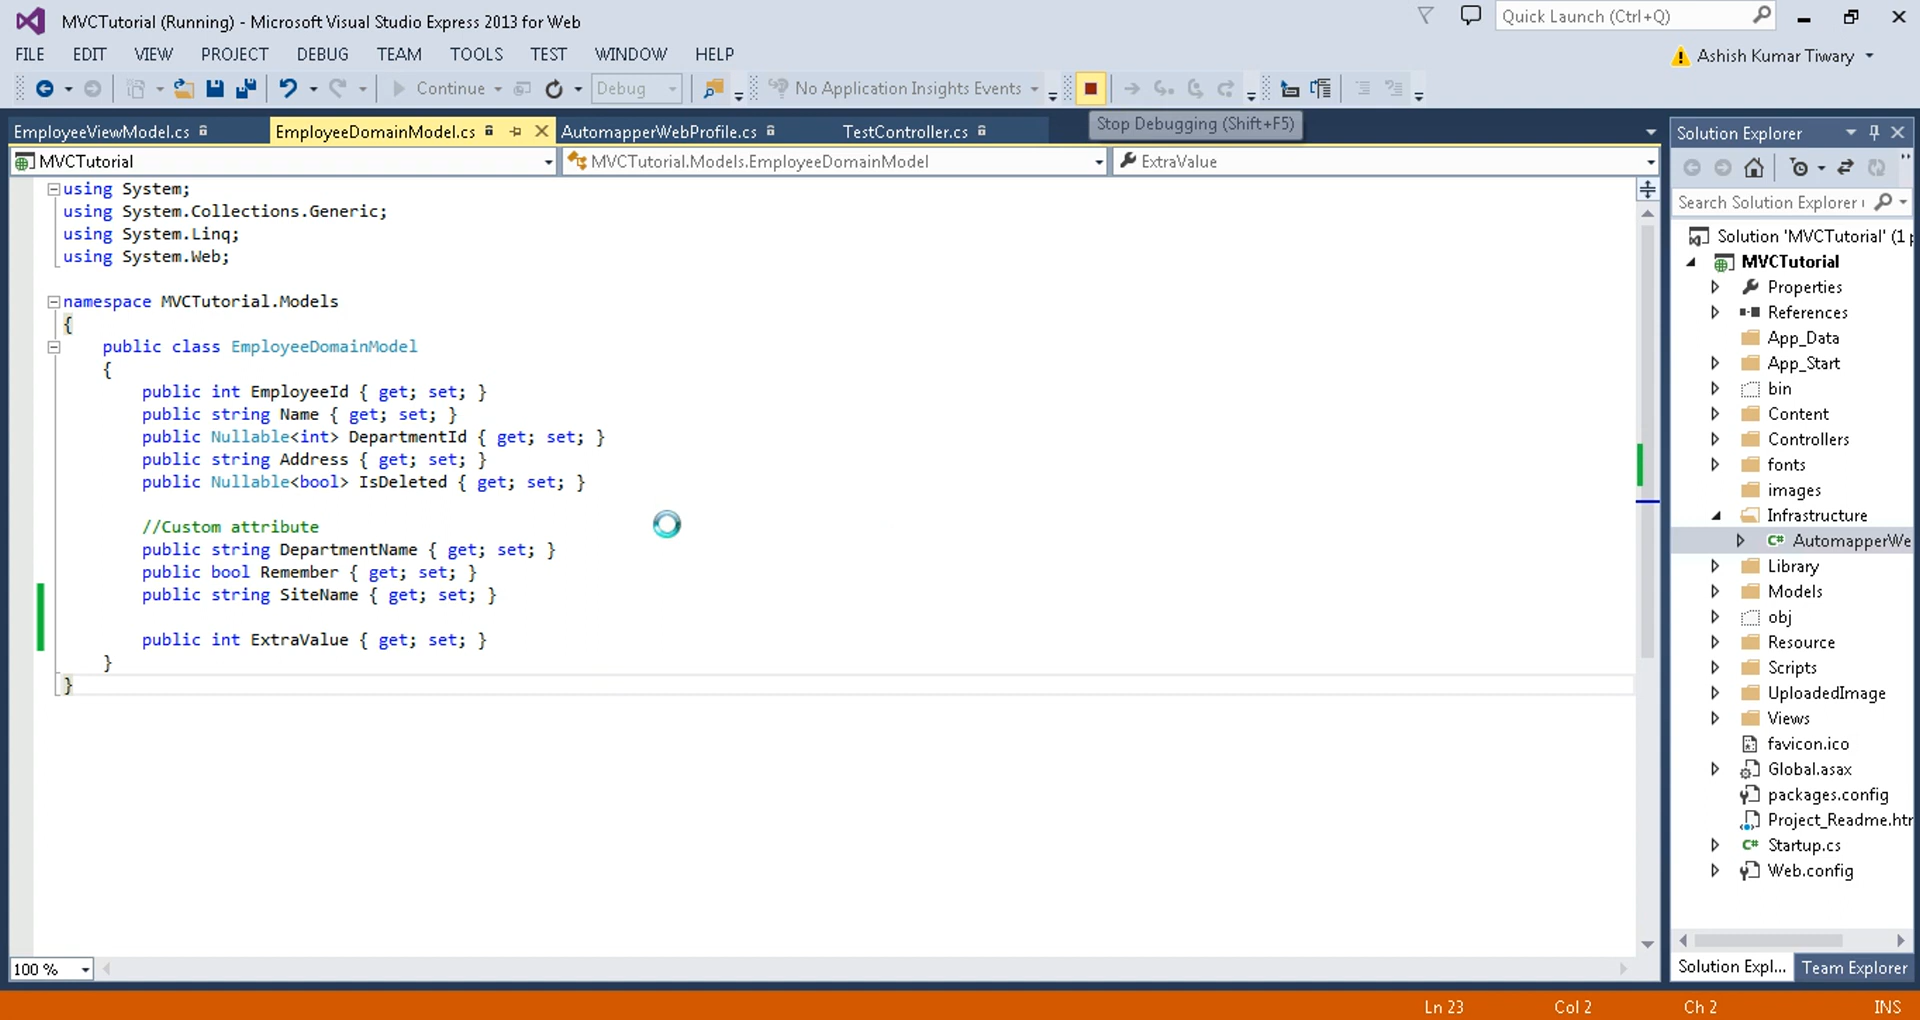 MVCTutorial (Running) - Microsoft Visual Studio Express 2013 for Web
Quick Launch (Ctrl+Q)
FILE EDIT VIEW PROJECT DEBUG TEAM TOOLS TEST WINDOW HELP
Ashish Kumar Tiwary
Continue Debug No Application Insights Events
Stop Debugging (Shift+F5)
EmployeeViewModel.cs EmployeeDomainModel.cs AutomapperWebProfile.cs TestController.cs
MVCTutorial MVCTutorial.Models.EmployeeDomainModel ExtraValue
using System;
using System.Collections.Generic;
using System.Linq;
using System.Web;
namespace MVCTutorial.Models
{
public class EmployeeDomainModel
{
public int EmployeeId { get; set; }
public string Name { get; set; }
public Nullable<int> DepartmentId { get; set; }
public string Address { get; set; }
public Nullable<bool> IsDeleted { get; set; }
//Custom attribute
public string DepartmentName { get; set; }
public bool Remember { get; set; }
public string SiteName { get; set; }
public int ExtraValue { get; set; }
}
}
100 %
Solution Explorer
Search Solution Explorer
Solution 'MVCTutorial' (1 p
MVCTutorial
Properties
References
App_Data
App_Start
bin
Content
Controllers
fonts
images
Infrastructure
C# AutomapperWe
Library
Models
obj
Resource
Scripts
UploadedImage
Views
favicon.ico
Global.asax
packages.config
Project_Readme.htr
C# Startup.cs
Web.config
Solution Expl... Team Explorer
Ln 23 Col 2 Ch 2 INS